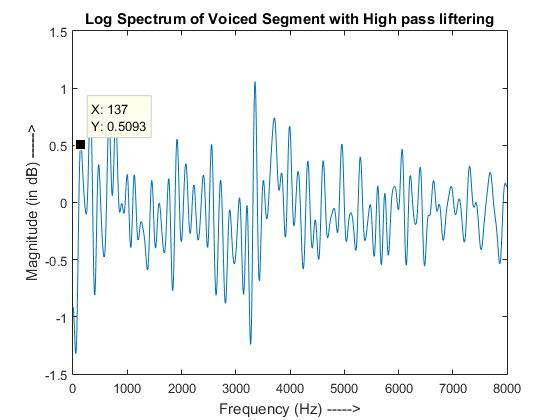 Log Spectrum of Voiced Segment with High pass liftering
1.5
1
0.5
0
-0.5
-1
-1.5
Magnitude (in dB) ----->
X: 137
Y: 0.5093
0 1000 2000 3000 4000 5000 6000 7000 8000
Frequency (Hz) ----->